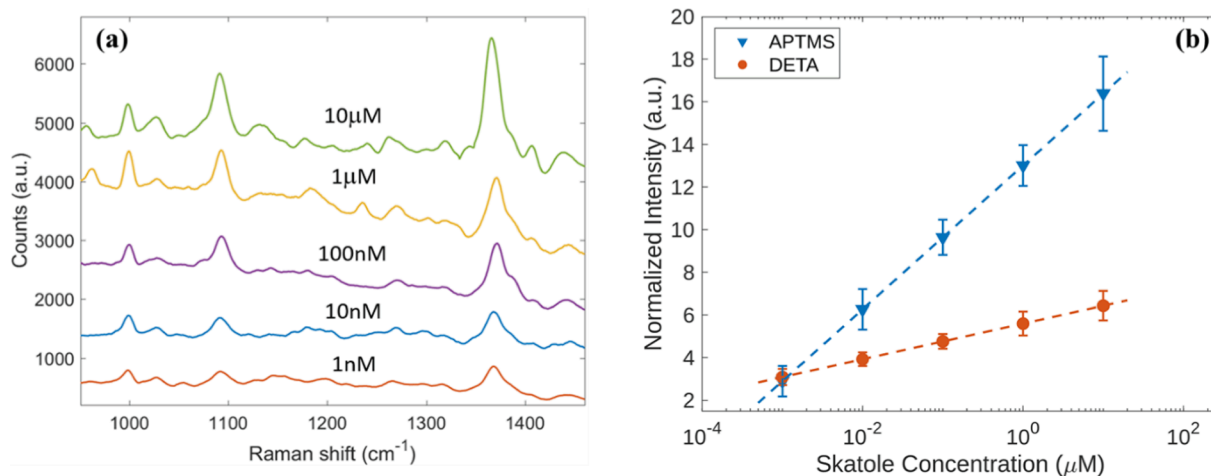 (a)
6000
5000
4000
3000
2000
1000
Counts (a.u.)
10μM
1μM
100nM
10nM
1nM
1000
1100
1200
1300
1400
Raman shift (cm⁻¹)
(b)
APTMS
DETA
20
18
16
14
12
10
8
6
4
2
Normalized Intensity (a.u.)
10⁻⁴
10⁻²
10⁰
10²
Skatole Concentration (μM)